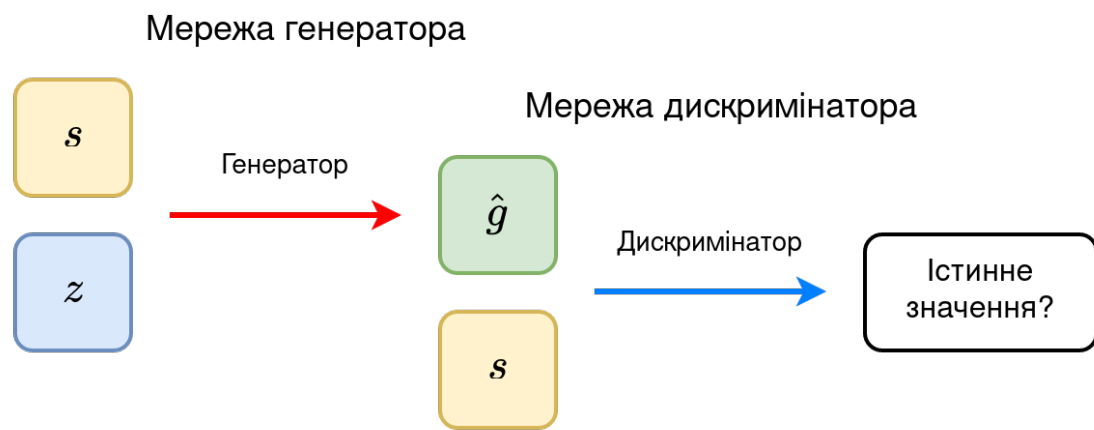 Мережа генератора
s
z
Генератор
Мережа дискримінатора
ĝ
s
Дискримінатор
Істинне
значення?